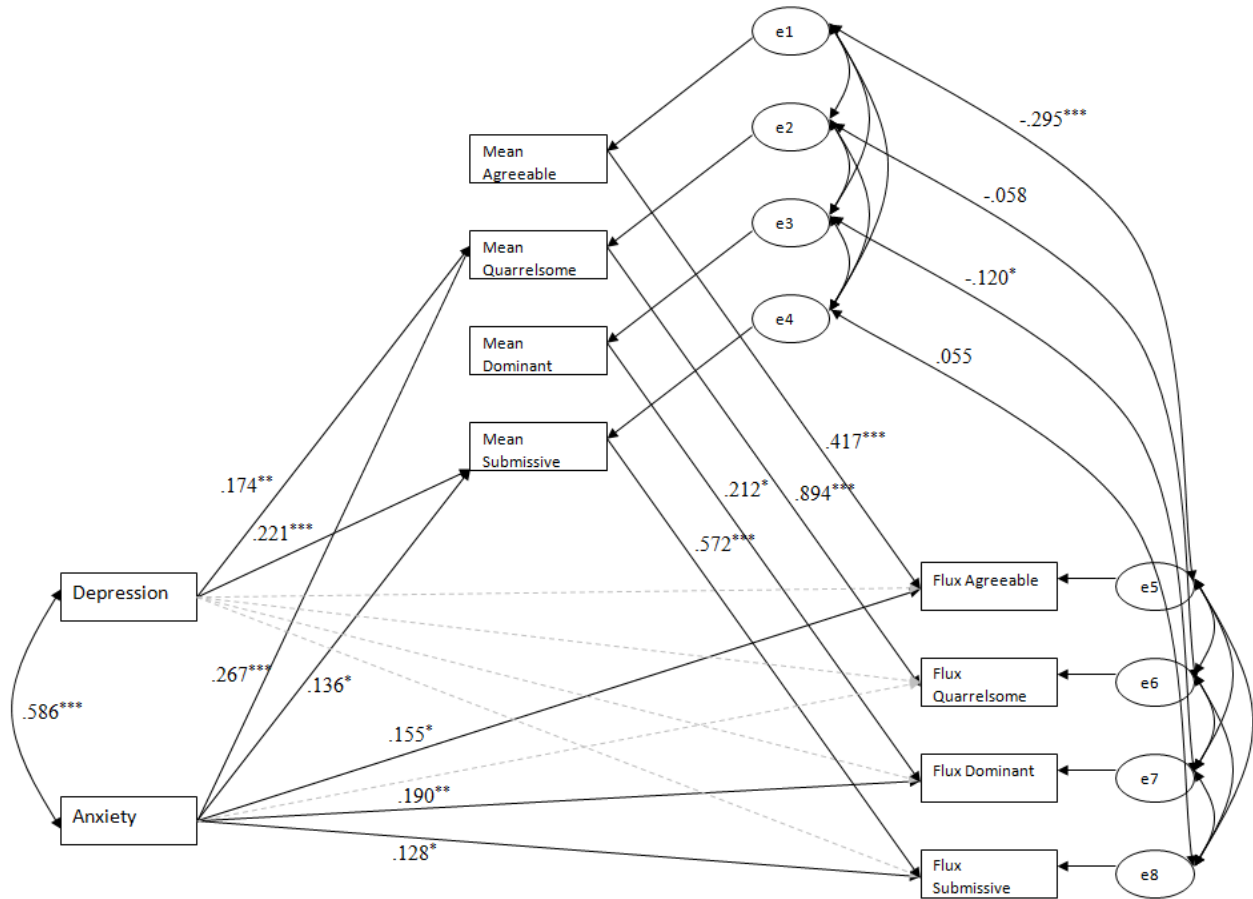 e1
-.295***
e2
Mean
Agreeable
-.058
e3
Mean
Quarrelsome
-.120*
e4
Mean
Dominant
.055
Mean
Submissive
.417***
.174**
.212*
.894***
.221***
.572***
Depression
Flux Agreeable
e5
.267***
.136*
Flux
Quarrelsome
e6
.586***
.155*
Flux Dominant
e7
.190**
Anxiety
.128*
Flux
Submissive
e8